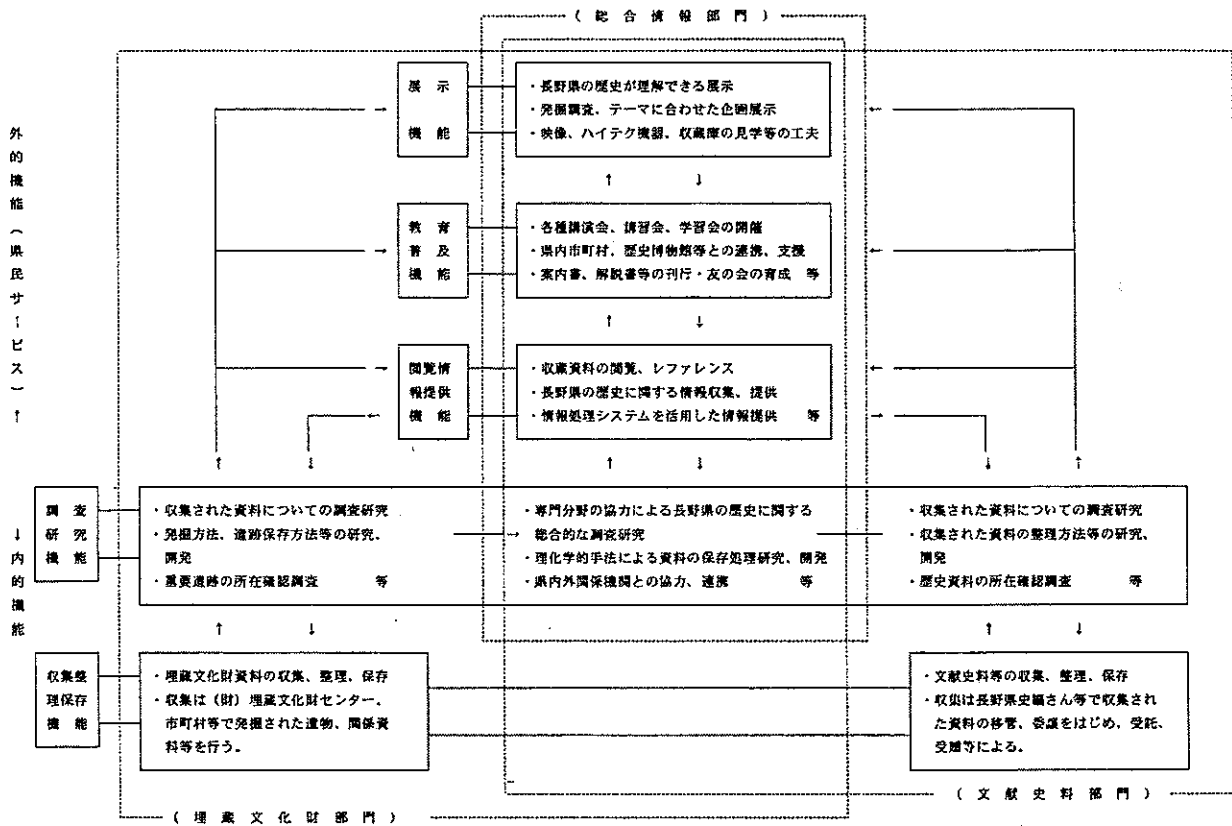 (総合情報部門)
外的機能(県民サービス)↑
↓内的機能
展示
機能
・長野県の歴史が理解できる展示
・発掘調査、テーマに合わせた企画展示
・映像、ハイテク機器、収蔵庫の見学等の工夫
↑ ↓
教育
普及
機能
・各種講演会、講習会、学習会の開催
・県内市町村、歴史博物館等との連携、支援
・案内書、解説書等の刊行・友の会の育成 等
↑ ↓
閲覧情
報提供
機能
・収蔵資料の閲覧、レファレンス
・長野県の歴史に関する情報収集、提供
・情報処理システムを活用した情報提供 等
↑ ↓ ↑ ↓ ↓ ↑
調査
研究
機能
・収集された資料についての調査研究
・発掘方法、遺跡保存方法等の研究、
開発
・重要遺跡の所在確認調査 等
・専門分野の協力による長野県の歴史に関する
総合的な調査研究
・理化学的手法による資料の保存処理研究、開発
・県内外関係機関との協力、連携 等
・収集された資料についての調査研究
・収集された資料の整理方法等の研究、
開発
・歴史資料の所在確認調査 等
↑ ↓ ↑ ↓
収集整
理保存
機能
・埋蔵文化財資料の収集、整理、保存
・収集は(財)埋蔵文化財センター、
市町村等で発掘された遺物、関係資
料等を行う。
・文献史料等の収集、整理、保存
・収集は長野県史編さん等で収集され
た資料の移管、委譲をはじめ、受託、
受贈等による。
(文献史料部門)
(埋蔵文化財部門)